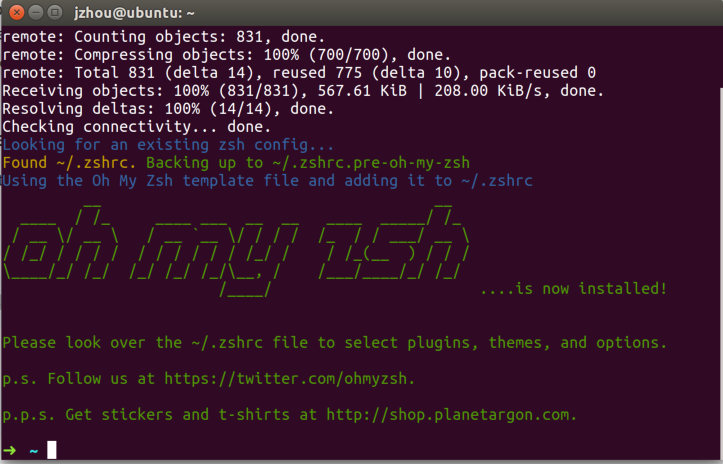 jzhou@ubuntu: ~
remote: Counting objects: 831, done.
remote: Compressing objects: 100% (700/700), done.
remote: Total 831 (delta 14), reused 775 (delta 10), pack-reused 0
Receiving objects: 100% (831/831), 567.61 KiB | 208.00 KiB/s, done.
Resolving deltas: 100% (14/14), done.
Checking connectivity... done.
Looking for an existing zsh config...
Found ~/.zshrc. Backing up to ~/.zshrc.pre-oh-my-zsh
Using the Oh My Zsh template file and adding it to ~/.zshrc
oh my zsh
....is now installed!
Please look over the ~/.zshrc file to select plugins, themes, and options.
p.s. Follow us at https://twitter.com/ohmyzsh.
p.p.s. Get stickers and t-shirts at http://shop.planetargon.com.
➜ ~